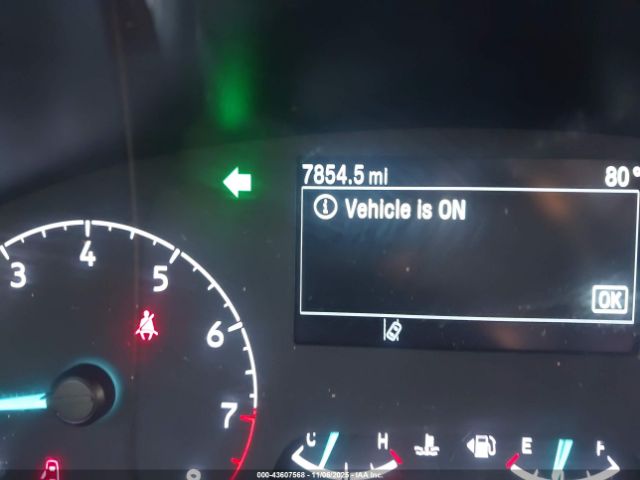 7854.5 mi 80°
Vehicle is ON
OK
3 4 5 6 7 8
C H
E F
000-43607568 - 11/06/2025 - IAA Inc.